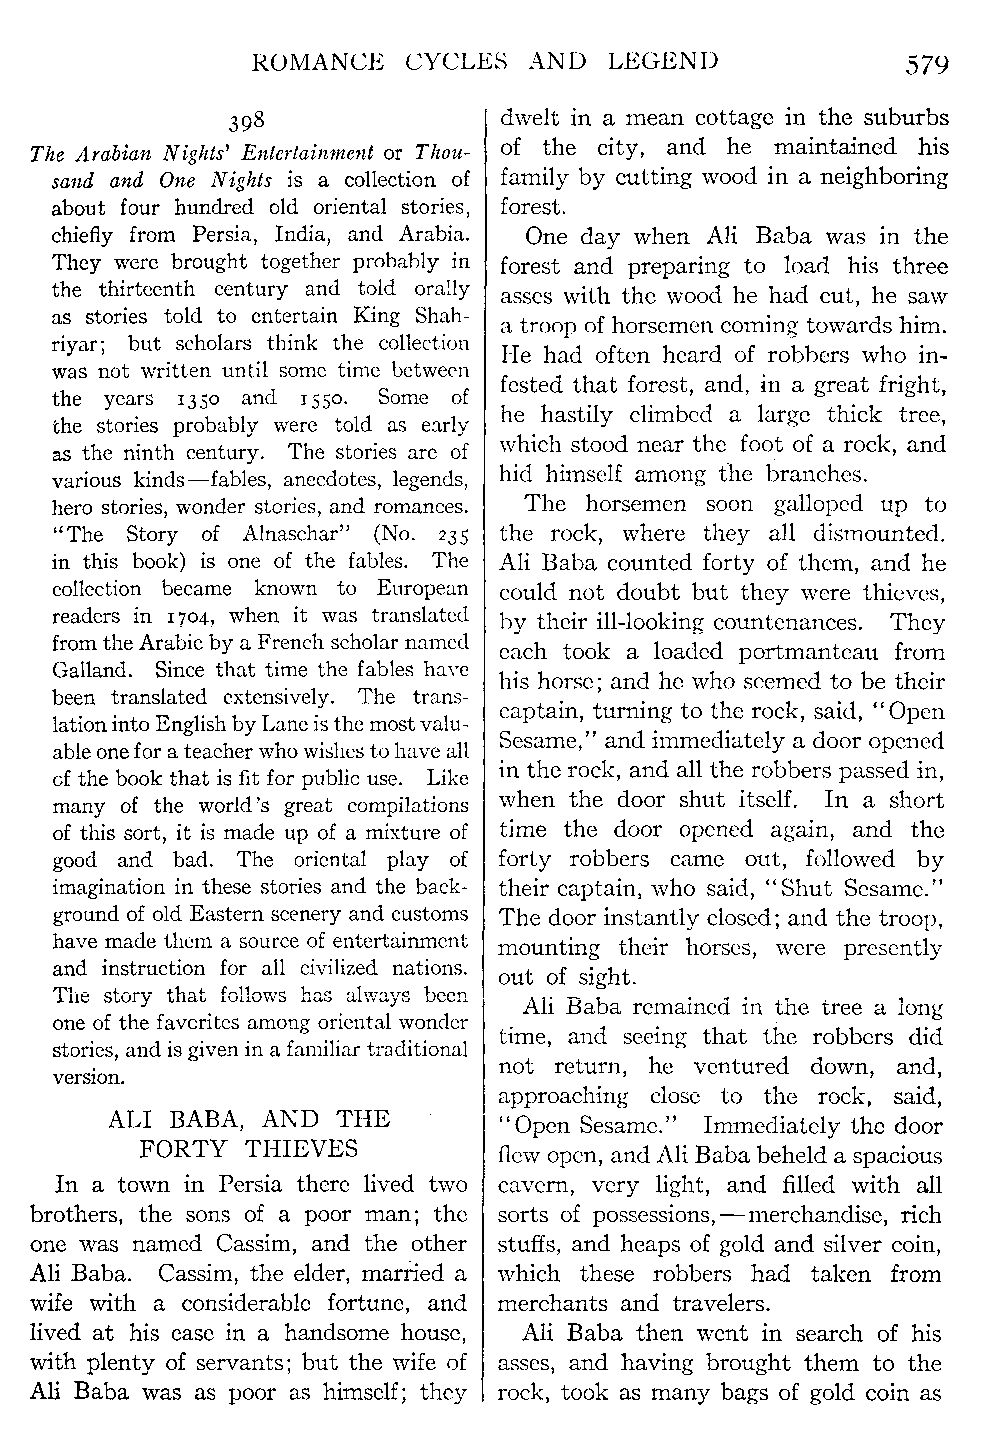 ROMANCE CYCLES AND LEGEND 579
398
The Arabian Nights' Entertainment or Thou-
sand and One Nights is a collection of
about four hundred old oriental stories,
chiefly from Persia, India, and Arabia.
They were brought together probably in
the thirteenth century and told orally
as stories told to entertain King Shah-
riyar; but scholars think the collection
was not written until some time between
the years 1350 and 1550. Some of
the stories probably were told as early
as the ninth century. The stories are of
various kinds—fables, anecdotes, legends,
hero stories, wonder stories, and romances.
"The Story of Alnaschar" (No. 235
in this book) is one of the fables. The
collection became known to European
readers in 1704, when it was translated
from the Arabic by a French scholar named
Galland. Since that time the fables have
been translated extensively. The trans-
lation into English by Lane is the most valu-
able one for a teacher who wishes to have all
of the book that is fit for public use. Like
many of the world's great compilations
of this sort, it is made up of a mixture of
good and bad. The oriental play of
imagination in these stories and the back-
ground of old Eastern scenery and customs
have made them a source of entertainment
and instruction for all civilized nations.
The story that follows has always been
one of the favorites among oriental wonder
stories, and is given in a familiar traditional
version.
ALI BABA, AND THE
FORTY THIEVES
In a town in Persia there lived two
brothers, the sons of a poor man; the
one was named Cassim, and the other
Ali Baba. Cassim, the elder, married a
wife with a considerable fortune, and
lived at his ease in a handsome house,
with plenty of servants; but the wife of
Ali Baba was as poor as himself; they
dwelt in a mean cottage in the suburbs
of the city, and he maintained his
family by cutting wood in a neighboring
forest.
One day when Ali Baba was in the
forest and preparing to load his three
asses with the wood he had cut, he saw
a troop of horsemen coming towards him.
He had often heard of robbers who in-
fested that forest, and, in a great fright,
he hastily climbed a large thick tree,
which stood near the foot of a rock, and
hid himself among the branches.
The horsemen soon galloped up to
the rock, where they all dismounted.
Ali Baba counted forty of them, and he
could not doubt but they were thieves,
by their ill-looking countenances. They
each took a loaded portmanteau from
his horse; and he who seemed to be their
captain, turning to the rock, said, "Open
Sesame," and immediately a door opened
in the rock, and all the robbers passed in,
when the door shut itself. In a short
time the door opened again, and the
forty robbers came out, followed by
their captain, who said, "Shut Sesame."
The door instantly closed; and the troop,
mounting their horses, were presently
out of sight.
Ali Baba remained in the tree a long
time, and seeing that the robbers did
not return, he ventured down, and,
approaching close to the rock, said,
"Open Sesame." Immediately the door
flew open, and Ali Baba beheld a spacious
cavern, very light, and filled with all
sorts of possessions,—merchandise, rich
stuffs, and heaps of gold and silver coin,
which these robbers had taken from
merchants and travelers.
Ali Baba then went in search of his
asses, and having brought them to the
rock, took as many bags of gold coin as